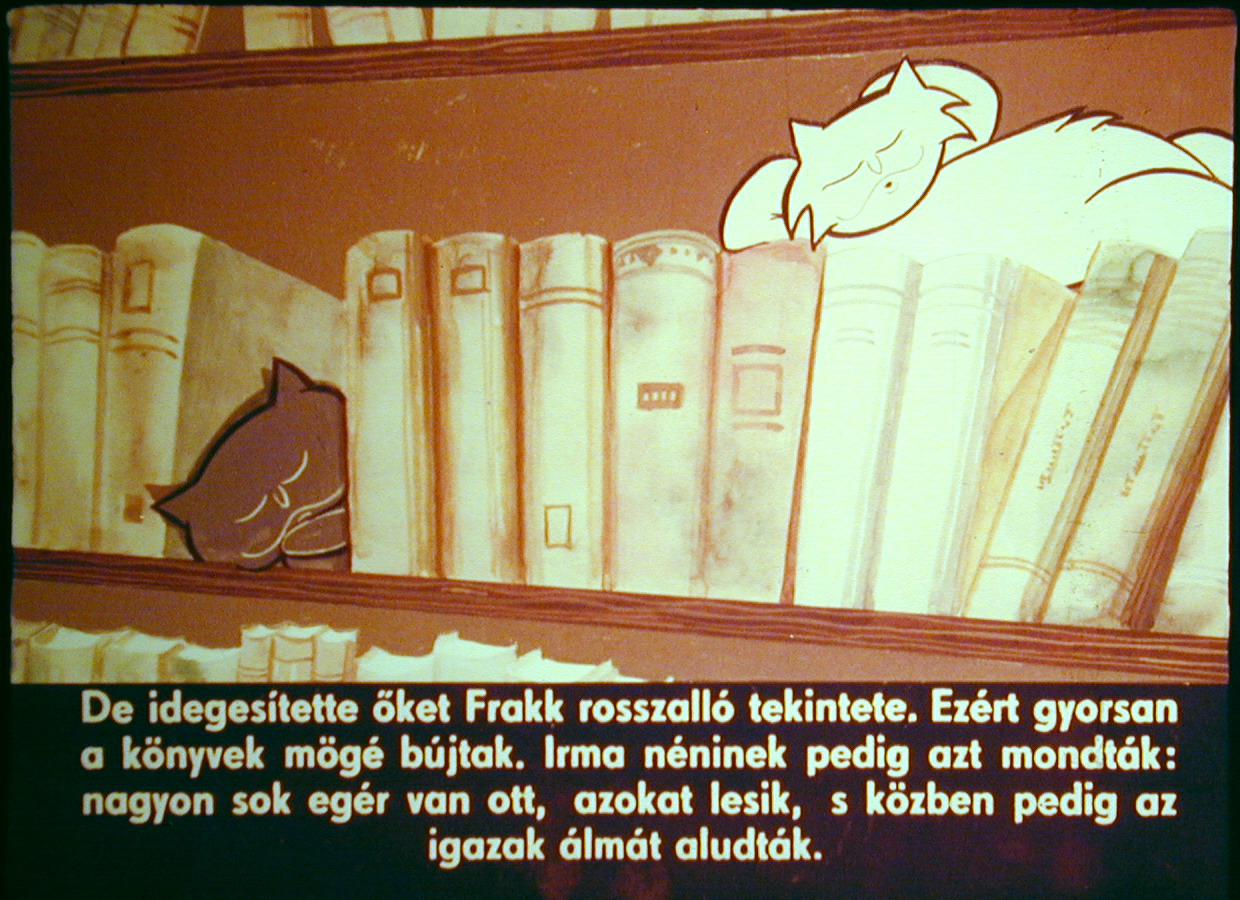 De idegesítette őket Frakk rosszalló tekintete. Ezért gyorsan
a könyvek mögé bújtak. Irma néninek pedig azt mondták:
nagyon sok egér van ott, azokat lesik, s közben pedig az
igazak álmát aludták.